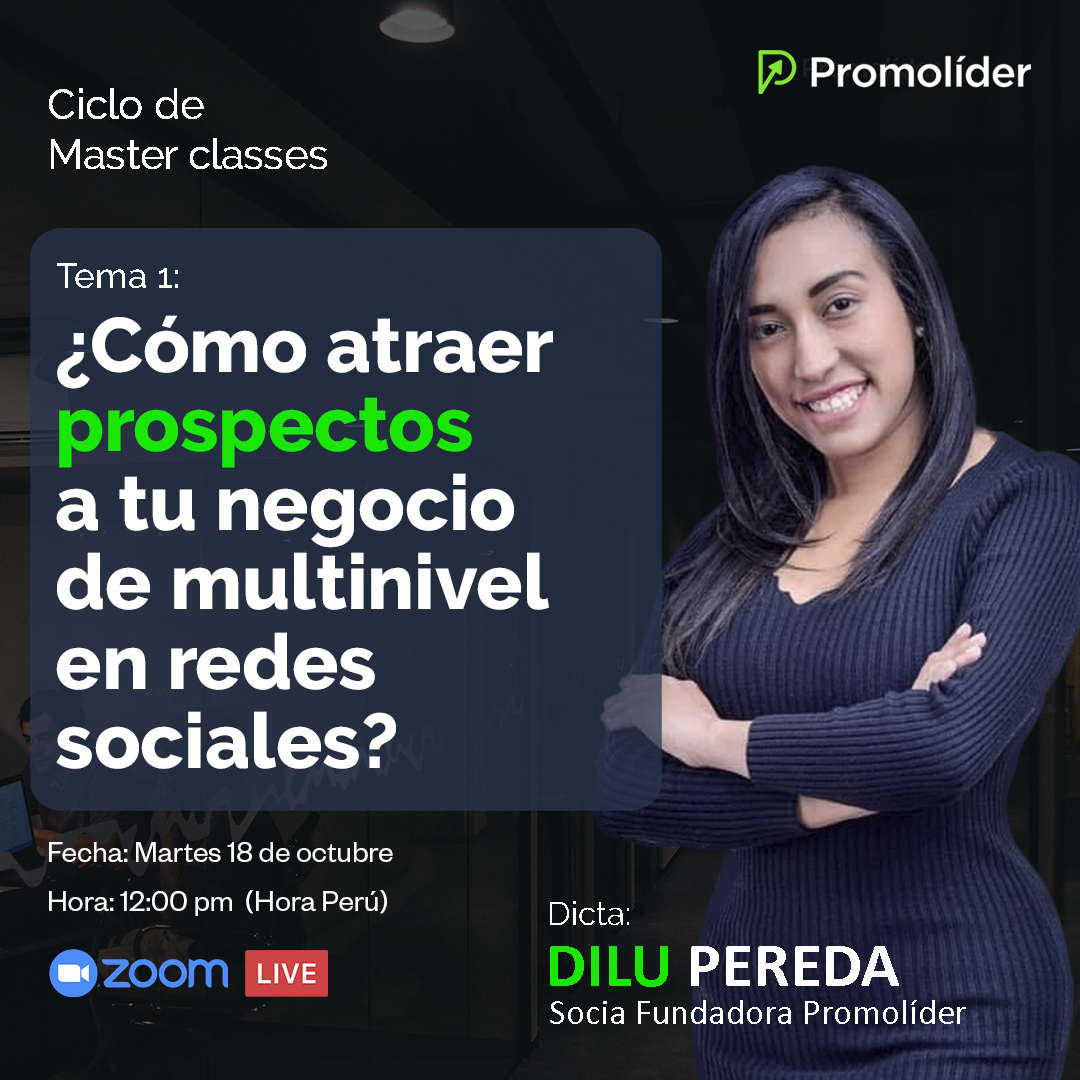 Promolíder
Ciclo de
Master classes
Tema 1:
¿Cómo atraer
prospectos
a tu negocio
de multinivel
en redes
sociales?
Fecha: Martes 18 de octubre
Hora: 12:00 pm (Hora Perú)
zoom LIVE
Dicta:
DILU PEREDA
Socia Fundadora Promolíder